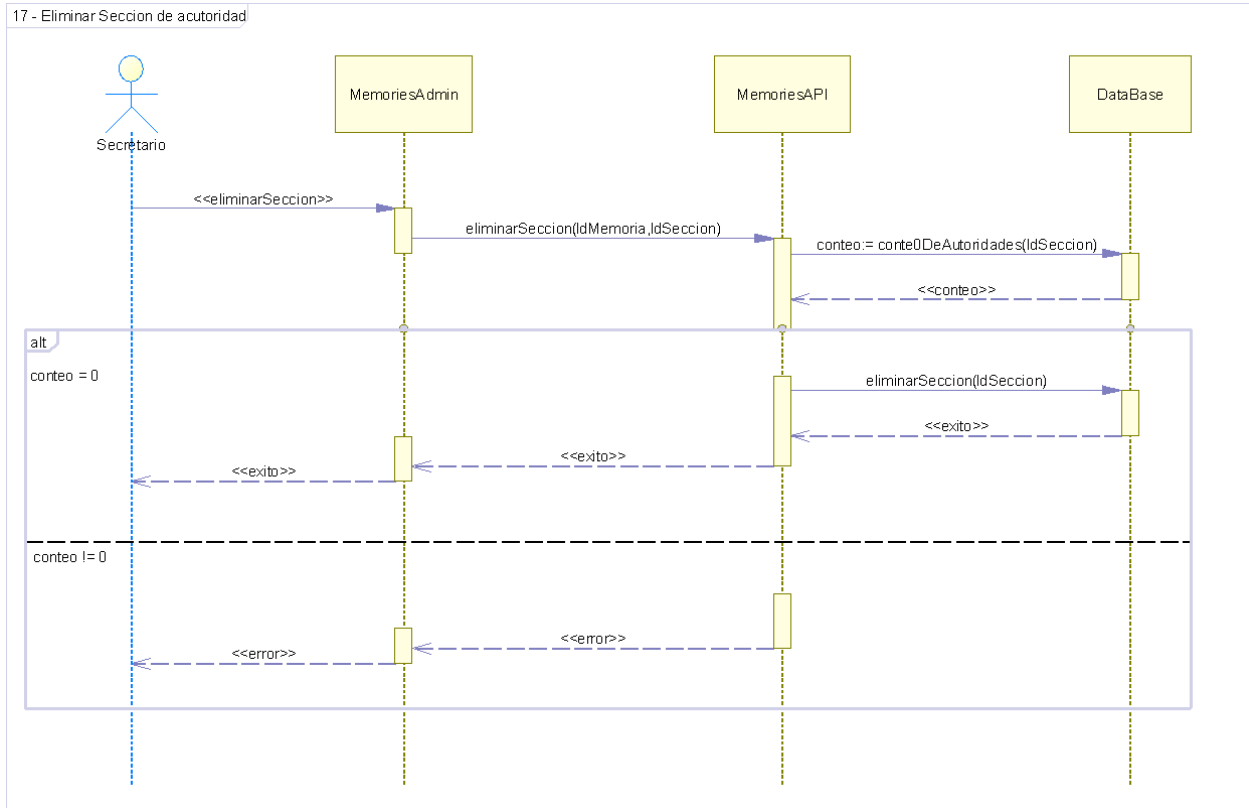 17 - Eliminar Seccion de acutoridad
Secretario
MemoriesAdmin
MemoriesAPI
DataBase
<<eliminarSeccion>>
eliminarSeccion(IdMemoria,IdSeccion)
conteo:= conte0DeAutoridades(IdSeccion)
<<conteo>>
alt
conteo = 0
eliminarSeccion(IdSeccion)
<<exito>>
<<exito>>
<<exito>>
conteo != 0
<<error>>
<<error>>